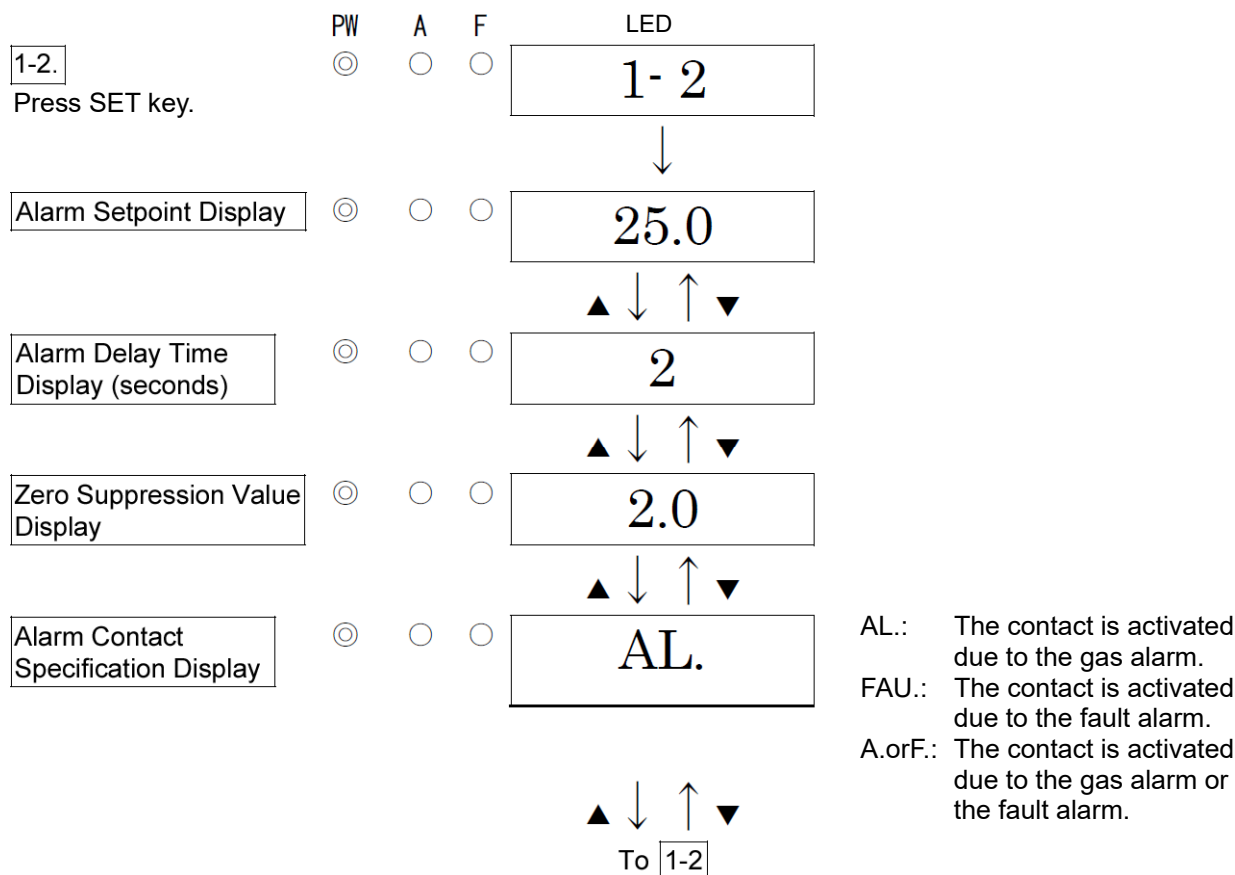 PW A F LED
1-2. ◎ ○ ○ 1- 2
Press SET key.
↓
Alarm Setpoint Display ◎ ○ ○ 25.0
▲ ↓ ↑ ▼
Alarm Delay Time
Display (seconds) ◎ ○ ○ 2
▲ ↓ ↑ ▼
Zero Suppression Value
Display ◎ ○ ○ 2.0
▲ ↓ ↑ ▼
Alarm Contact
Specification Display ◎ ○ ○ AL.
AL.: The contact is activated
due to the gas alarm.
FAU.: The contact is activated
due to the fault alarm.
A.orF.: The contact is activated
due to the gas alarm or
the fault alarm.
▲ ↓ ↑ ▼
To 1-2